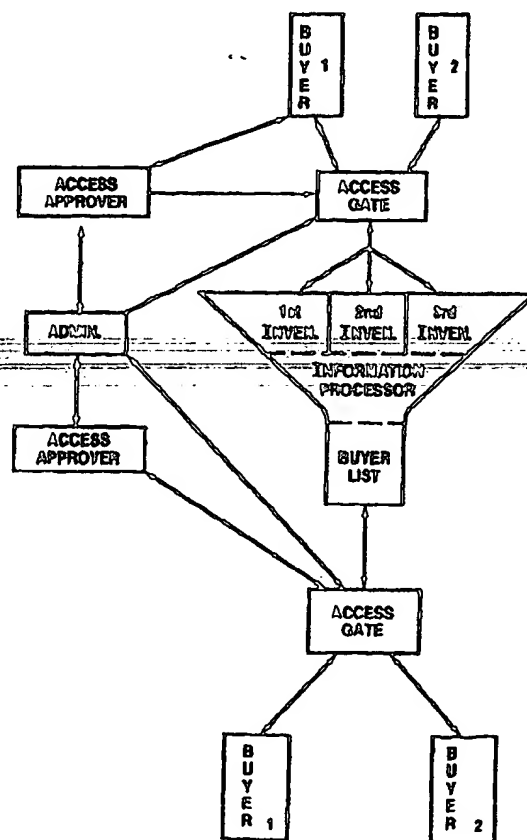 BUYER 1
BUYER 2
ACCESS
APPROVER
ACCESS
GATE
1st
INVEN.
2nd
INVEN.
3rd
INVEN.
ADMIN.
INFORMATION
PROCESSOR
ACCESS
APPROVER
BUYER
LIST
ACCESS
GATE
BUYER 1
BUYER 2